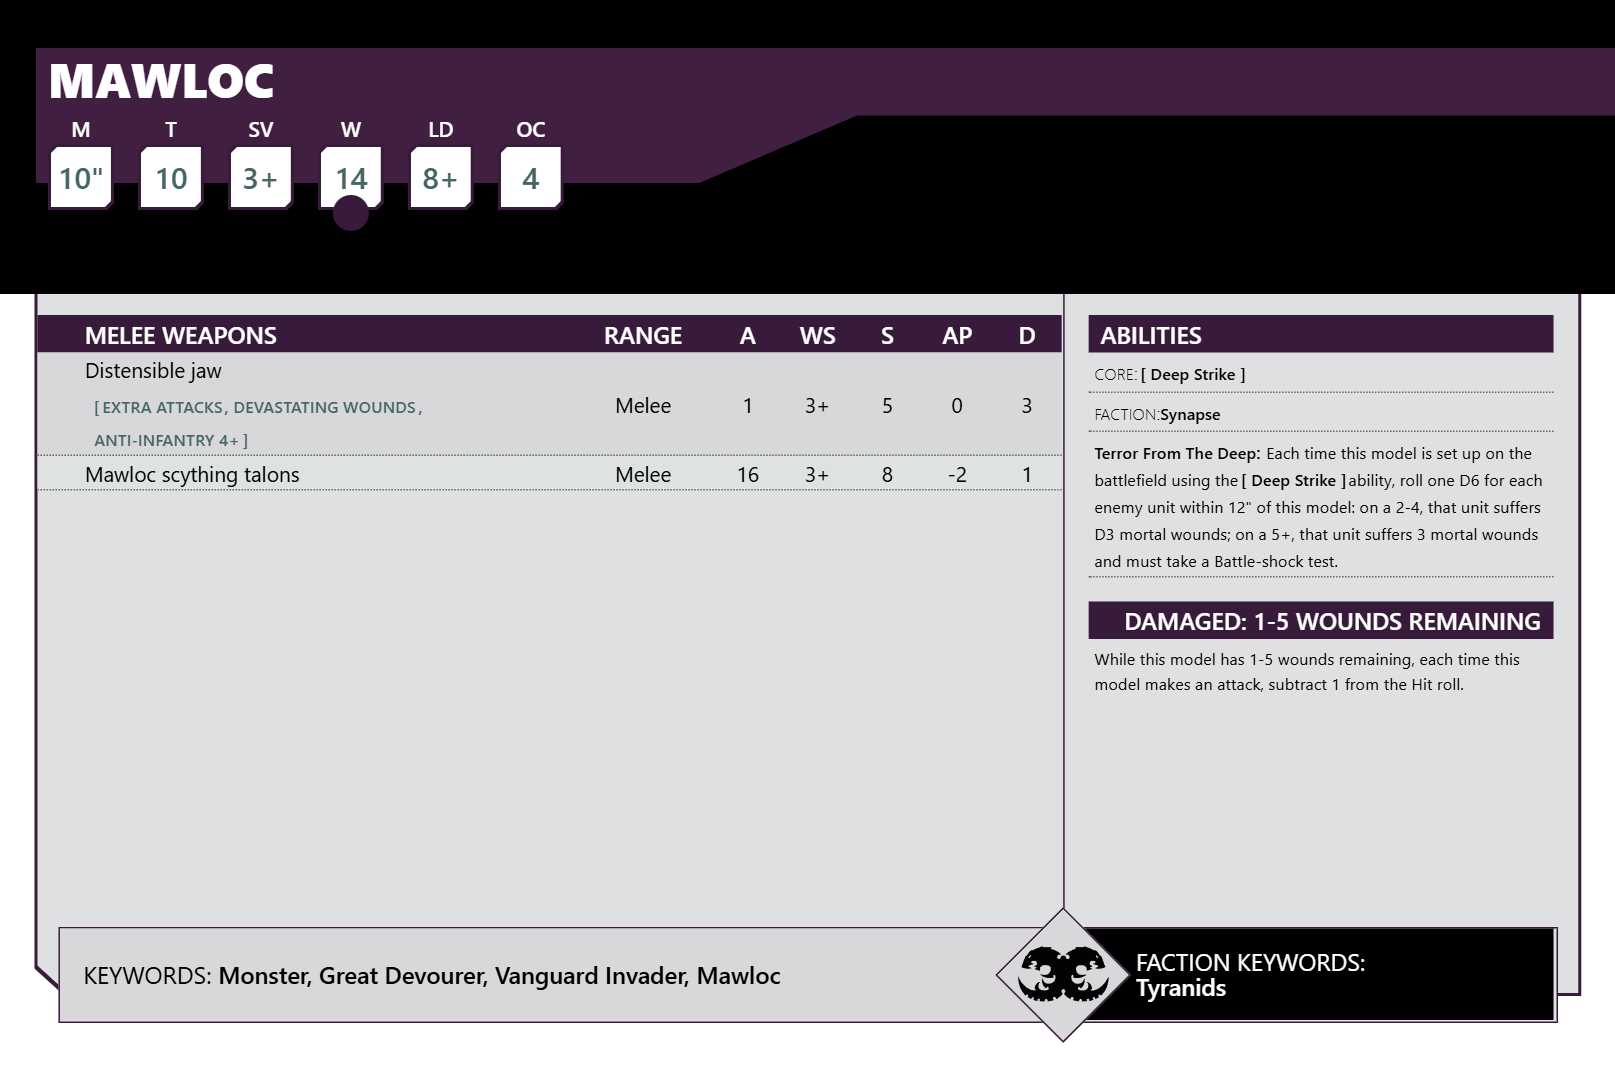 MAWLOC
M T SV W LD OC
10" 10 3+ 14 8+ 4
MELEE WEAPONS RANGE A WS S AP D
Distensible jaw
[ EXTRA ATTACKS, DEVASTATING WOUNDS, Melee 1 3+ 5 0 3
ANTI-INFANTRY 4+ ]
Mawloc scything talons Melee 16 3+ 8 -2 1
ABILITIES
CORE: [ Deep Strike ]
FACTION:Synapse
Terror From The Deep: Each time this model is set up on the
battlefield using the [ Deep Strike ] ability, roll one D6 for each
enemy unit within 12" of this model: on a 2-4, that unit suffers
D3 mortal wounds; on a 5+, that unit suffers 3 mortal wounds
and must take a Battle-shock test.
DAMAGED: 1-5 WOUNDS REMAINING
While this model has 1-5 wounds remaining, each time this
model makes an attack, subtract 1 from the Hit roll.
KEYWORDS: Monster, Great Devourer, Vanguard Invader, Mawloc
FACTION KEYWORDS:
Tyranids